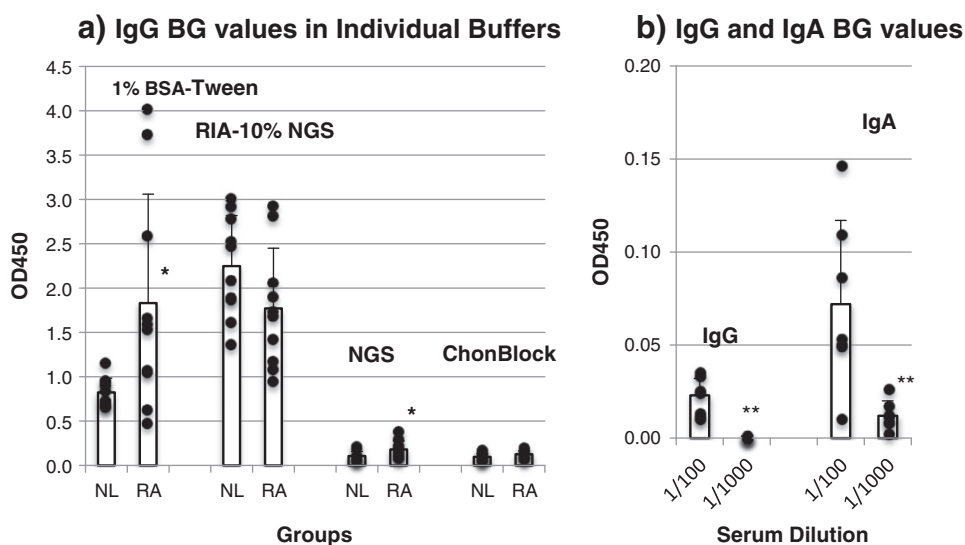 a) IgG BG values in Individual Buffers
OD450
4.5
4.0
3.5
3.0
2.5
2.0
1.5
1.0
0.5
0.0
1% BSA-Tween
RIA-10% NGS
*
NGS
*
ChonBlock
NL RA NL RA NL RA NL RA
Groups
b) IgG and IgA BG values
OD450
0.20
0.15
0.10
0.05
0.00
IgA
IgG
**
**
1/100 1/1000 1/100 1/1000
Serum Dilution